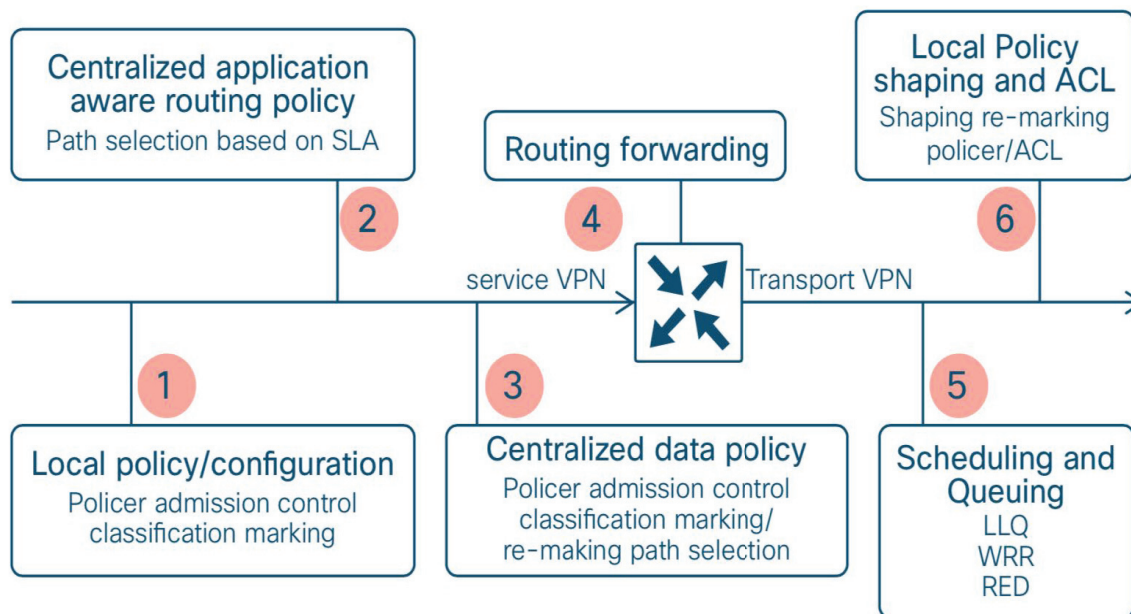 Centralized application
aware routing policy
Path selection based on SLA
2
Routing forwarding
4
Local Policy
shaping and ACL
Shaping re-marking
policer/ACL
6
service VPN
Transport VPN
1
Local policy/configuration
Policer admission control
classification marking
3
Centralized data policy
Policer admission control
classification marking/
re-making path selection
5
Scheduling and
Queuing
LLQ
WRR
RED